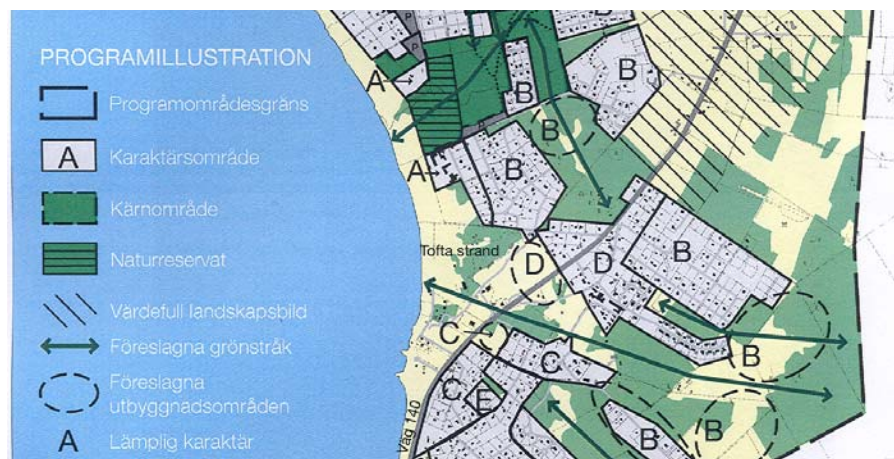 PROGRAMILLUSTRATION
Programområdesgräns
A
Karaktärsområde
Kärnområde
Naturreservat
Värdefull landskapsbild
Föreslagna grönstråk
Föreslagna
utbyggnadsområden
A
Lämplig karaktär
P
B
A
P
B
B
B
P
A
B
Tofta strand
D
D
B
C
C
C
E
B
B
B
Väg 140